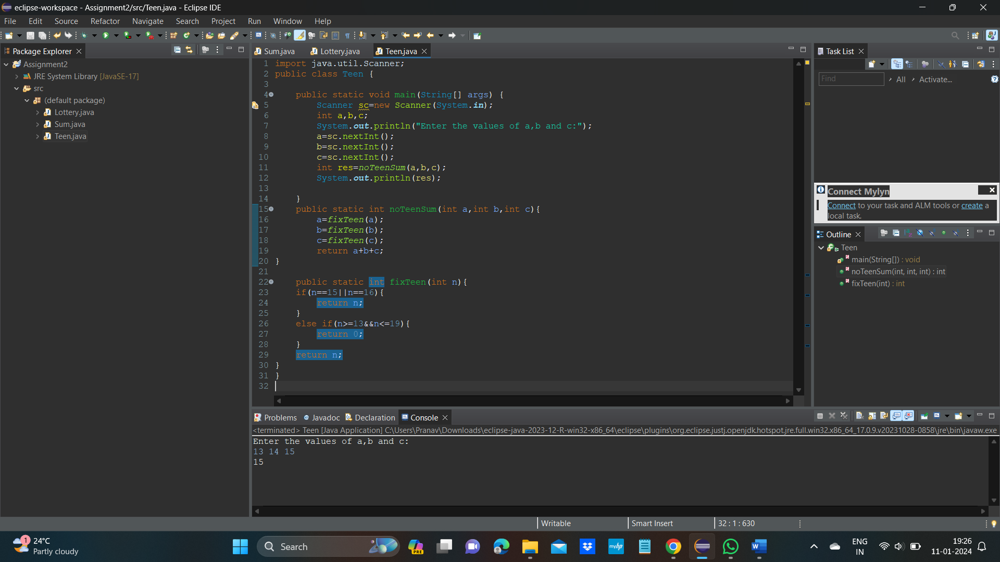 eclipse-workspace - Assignment2/src/Teen.java - Eclipse IDE
File Edit Source Refactor Navigate Search Project Run Window Help
Package Explorer
Assignment2
JRE System Library [JavaSE-17]
src
(default package)
Lottery.java
Sum.java
Teen.java
Sum.java Lottery.java Teen.java
1 import java.util.Scanner;
2 public class Teen {
3
4 public static void main(String[] args) {
5 Scanner sc=new Scanner(System.in);
6 int a,b,c;
7 System.out.println("Enter the values of a,b and c:");
8 a=sc.nextInt();
9 b=sc.nextInt();
10 c=sc.nextInt();
11 int res=noTeenSum(a,b,c);
12 System.out.println(res);
13
14 }
15 public static int noTeenSum(int a,int b,int c){
16 a=fixTeen(a);
17 b=fixTeen(b);
18 c=fixTeen(c);
19 return a+b+c;
20 }
21
22 public static int fixTeen(int n){
23 if(n==15||n==16){
24 return n;
25 }
26 else if(n>=13&&n<=19){
27 return 0;
28 }
29 return n;
30 }
31 }
32
Task List
Find All Activate...
Connect Mylyn
Connect to your task and ALM tools or create a
local task.
Outline
Teen
main(String[]) : void
noTeenSum(int, int, int) : int
fixTeen(int) : int
Problems Javadoc Declaration Console
<terminated> Teen [Java Application] C:\Users\Pranav\Downloads\eclipse-java-2023-12-R-win32-x86_64\eclipse\plugins\org.eclipse.justj.openjdk.hotspot.jre.full.win32.x86_64_17.0.9.v20231028-0858\jre\bin\javaw.exe
Enter the values of a,b and c:
13 14 15
15
Writable Smart Insert 32 : 1 : 630
1
24°C
Partly cloudy
Search
PRE
myhp
ENG
IN
19:26
11-01-2024